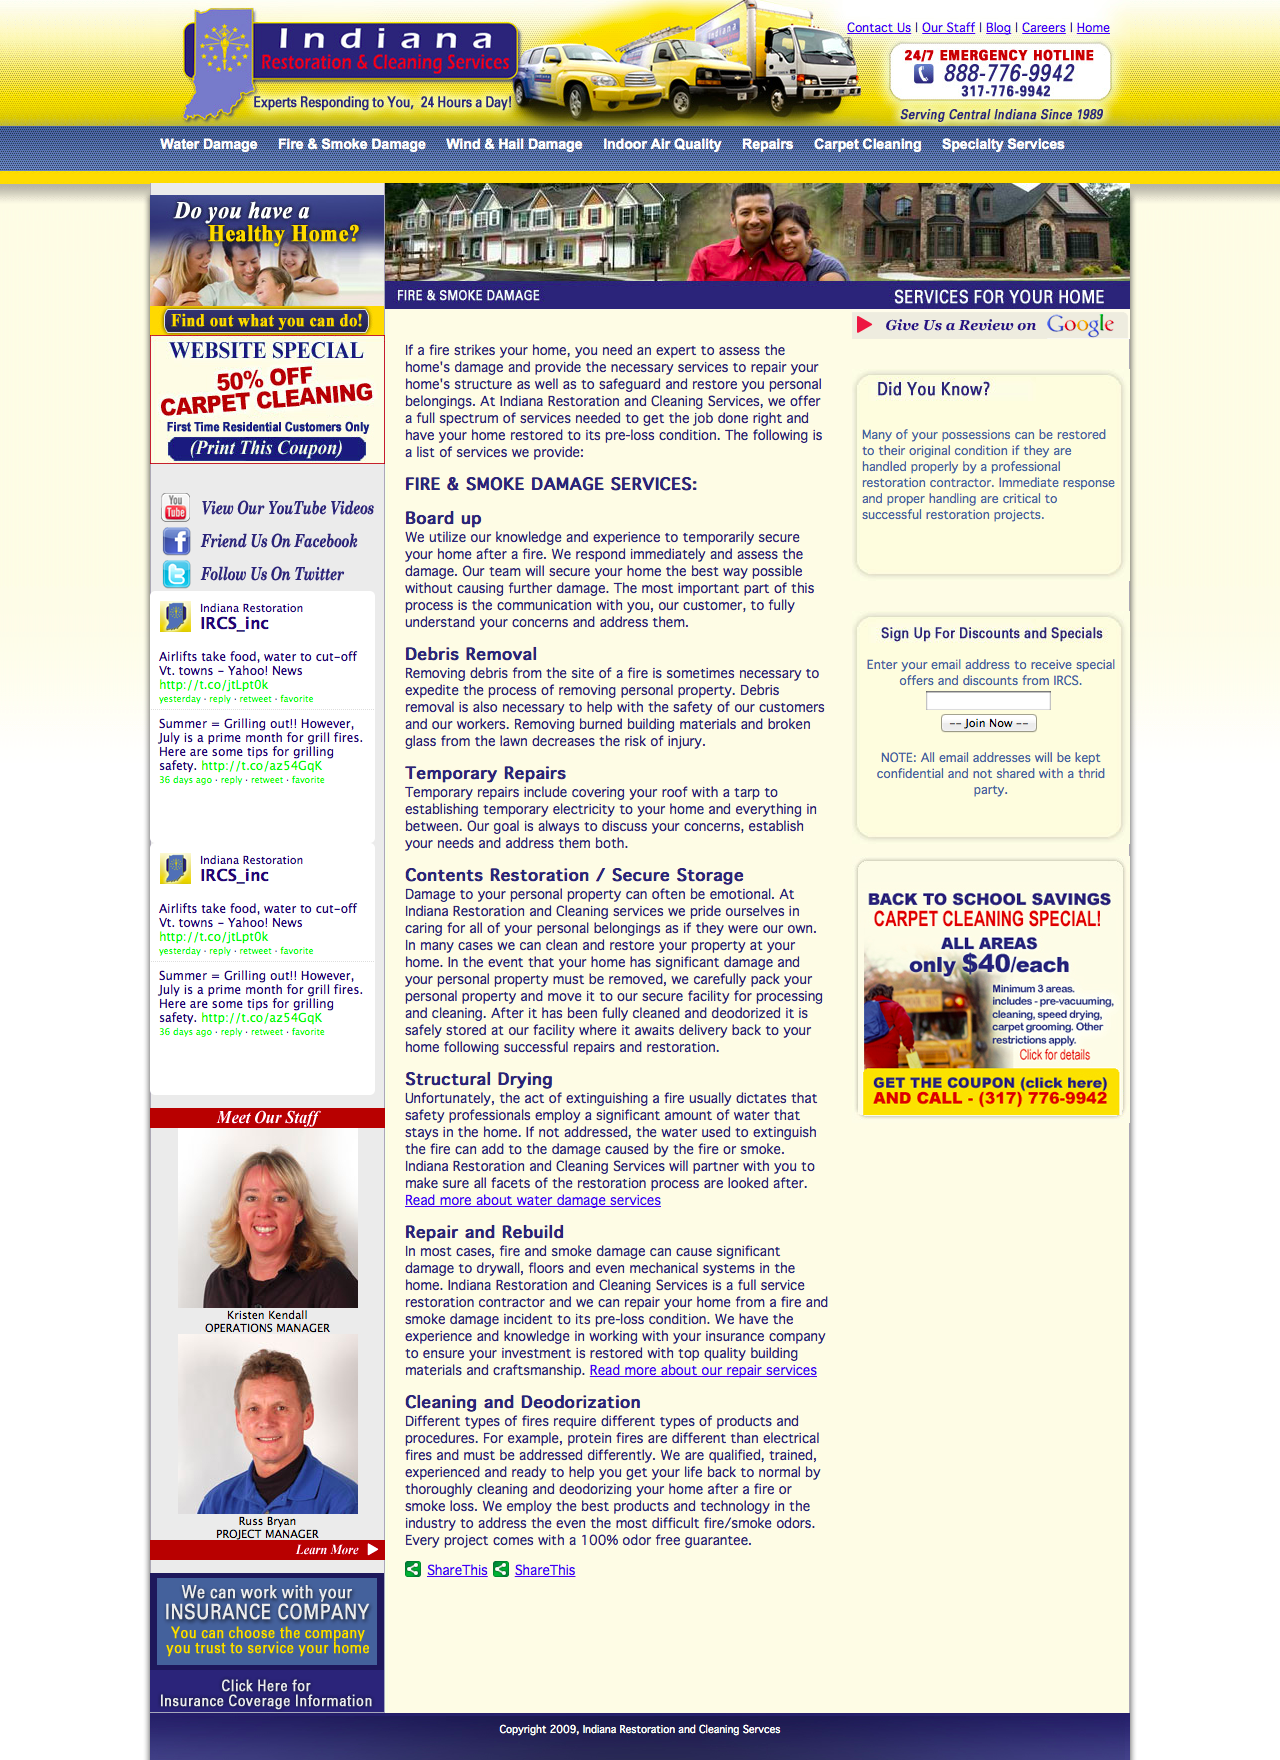 Indiana
Restoration & Cleaning Services
Experts Responding to You, 24 Hours a Day!
Contact Us | Our Staff | Blog | Careers | Home
24/7 EMERGENCY HOTLINE
888-776-9942
317-776-9942
Serving Central Indiana Since 1989
Water Damage Fire & Smoke Damage Wind & Hail Damage Indoor Air Quality Repairs Carpet Cleaning Specialty Services
Do you have a
Healthy Home?
Find out what you can do!
WEBSITE SPECIAL
50% OFF
CARPET CLEANING
First Time Residential Customers Only
(Print This Coupon)
You
Tube
View Our YouTube Videos
Friend Us On Facebook
Follow Us On Twitter
Indiana Restoration
IRCS_inc
Airlifts take food, water to cut-off
Vt. towns - Yahoo! News
http://t.co/jtLpt0k
yesterday · reply · retweet · favorite
Summer = Grilling out!! However,
July is a prime month for grill fires.
Here are some tips for grilling
safety. http://t.co/az54GqK
36 days ago · reply · retweet · favorite
Indiana Restoration
IRCS_inc
Airlifts take food, water to cut-off
Vt. towns - Yahoo! News
http://t.co/jtLpt0k
yesterday · reply · retweet · favorite
Summer = Grilling out!! However,
July is a prime month for grill fires.
Here are some tips for grilling
safety. http://t.co/az54GqK
36 days ago · reply · retweet · favorite
Meet Our Staff
Kristen Kendall
OPERATIONS MANAGER
Russ Bryan
PROJECT MANAGER
Learn More
We can work with your
INSURANCE COMPANY
You can choose the company
you trust to service your home
Click Here for
Insurance Coverage Information
FIRE & SMOKE DAMAGE
SERVICES FOR YOUR HOME
If a fire strikes your home, you need an expert to assess the
home's damage and provide the necessary services to repair your
home's structure as well as to safeguard and restore you personal
belongings. At Indiana Restoration and Cleaning Services, we offer
a full spectrum of services needed to get the job done right and
have your home restored to its pre-loss condition. The following is
a list of services we provide:
FIRE & SMOKE DAMAGE SERVICES:
Board up
We utilize our knowledge and experience to temporarily secure
your home after a fire. We respond immediately and assess the
damage. Our team will secure your home the best way possible
without causing further damage. The most important part of this
process is the communication with you, our customer, to fully
understand your concerns and address them.
Debris Removal
Removing debris from the site of a fire is sometimes necessary to
expedite the process of removing personal property. Debris
removal is also necessary to help with the safety of our customers
and our workers. Removing burned building materials and broken
glass from the lawn decreases the risk of injury.
Temporary Repairs
Temporary repairs include covering your roof with a tarp to
establishing temporary electricity to your home and everything in
between. Our goal is always to discuss your concerns, establish
your needs and address them both.
Contents Restoration / Secure Storage
Damage to your personal property can often be emotional. At
Indiana Restoration and Cleaning services we pride ourselves in
caring for all of your personal belongings as if they were our own.
In many cases we can clean and restore your property at your
home. In the event that your home has significant damage and
your personal property must be removed, we carefully pack your
personal property and move it to our secure facility for processing
and cleaning. After it has been fully cleaned and deodorized it is
safely stored at our facility where it awaits delivery back to your
home following successful repairs and restoration.
Structural Drying
Unfortunately, the act of extinguishing a fire usually dictates that
safety professionals employ a significant amount of water that
stays in the home. If not addressed, the water used to extinguish
the fire can add to the damage caused by the fire or smoke.
Indiana Restoration and Cleaning Services will partner with you to
make sure all facets of the restoration process are looked after.
Read more about water damage services
Repair and Rebuild
In most cases, fire and smoke damage can cause significant
damage to drywall, floors and even mechanical systems in the
home. Indiana Restoration and Cleaning Services is a full service
restoration contractor and we can repair your home from a fire and
smoke damage incident to its pre-loss condition. We have the
experience and knowledge in working with your insurance company
to ensure your investment is restored with top quality building
materials and craftsmanship. Read more about our repair services
Cleaning and Deodorization
Different types of fires require different types of products and
procedures. For example, protein fires are different than electrical
fires and must be addressed differently. We are qualified, trained,
experienced and ready to help you get your life back to normal by
thoroughly cleaning and deodorizing your home after a fire or
smoke loss. We employ the best products and technology in the
industry to address the even the most difficult fire/smoke odors.
Every project comes with a 100% odor free guarantee.
ShareThis ShareThis
Give Us a Review on Google
Did You Know?
Many of your possessions can be restored
to their original condition if they are
handled properly by a professional
restoration contractor. Immediate response
and proper handling are critical to
successful restoration projects.
Sign Up For Discounts and Specials
Enter your email address to receive special
offers and discounts from IRCS.
-- Join Now --
NOTE: All email addresses will be kept
confidential and not shared with a thrid
party.
BACK TO SCHOOL SAVINGS
CARPET CLEANING SPECIAL!
ALL AREAS
only $40/each
Minimum 3 areas.
includes - pre-vacuuming,
cleaning, speed drying,
carpet grooming. Other
restrictions apply.
Click for details
GET THE COUPON (click here)
AND CALL - (317) 776-9942
Copyright 2009, Indiana Restoration and Cleaning Servces